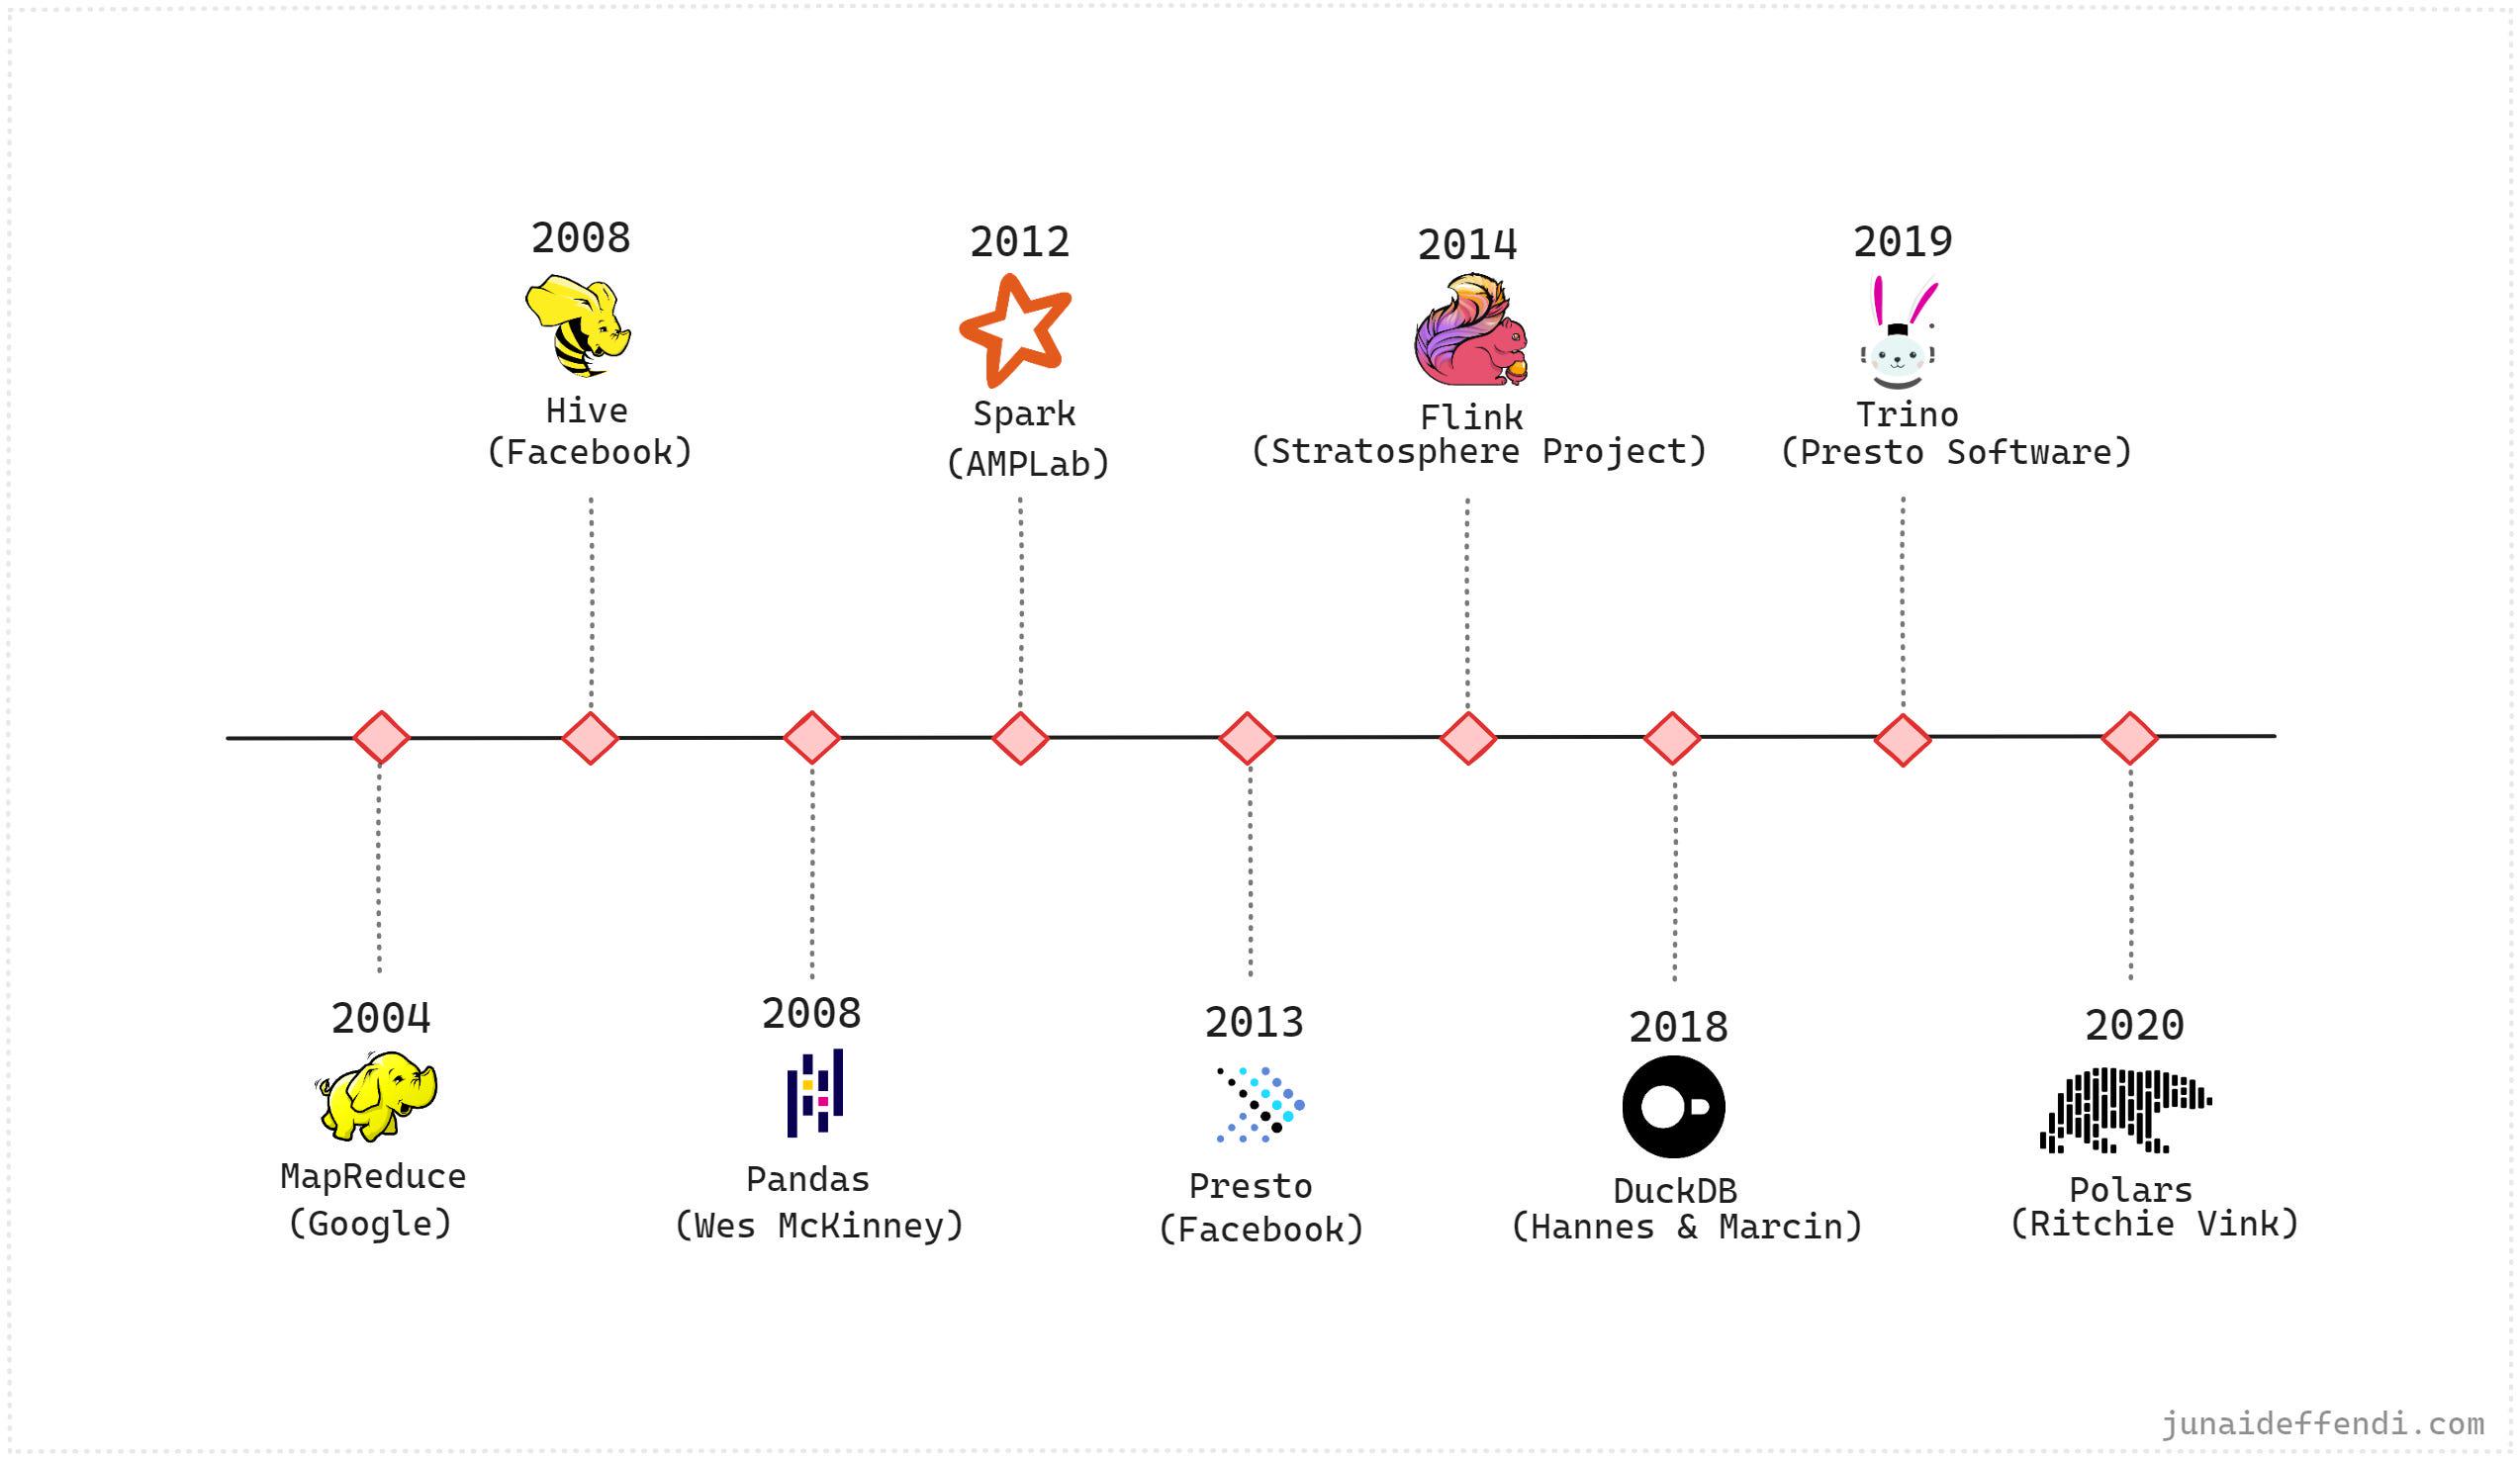 2008
Hive
(Facebook)
2012
Spark
(AMPLab)
2014
Flink
(Stratosphere Project)
2019
Trino
(Presto Software)
2004
MapReduce
(Google)
2008
Pandas
(Wes McKinney)
2013
Presto
(Facebook)
2018
DuckDB
(Hannes & Marcin)
2020
Polars
(Ritchie Vink)
junaideffendi.com